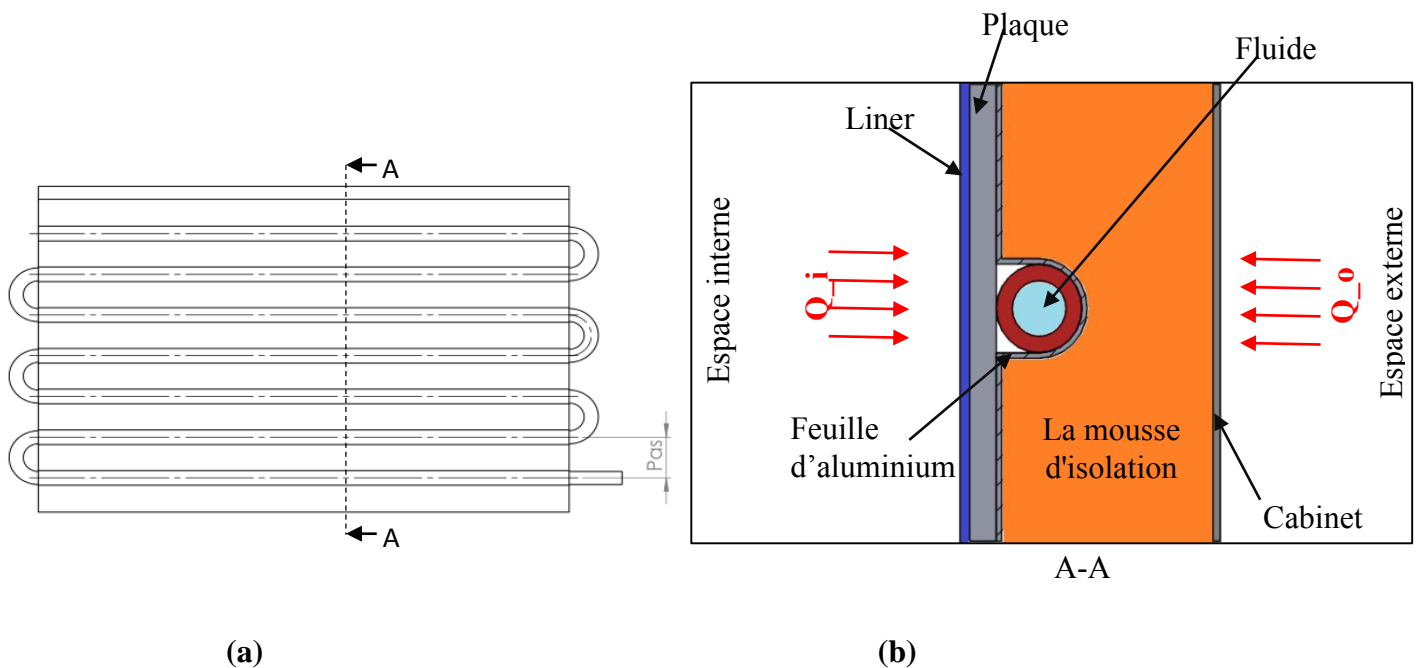 A
A
Pas
(a)
Plaque
Fluide
Liner
Espace interne
Q_i
Q_o
Espace externe
Feuille
d’aluminium
La mousse
d'isolation
Cabinet
A-A
(b)